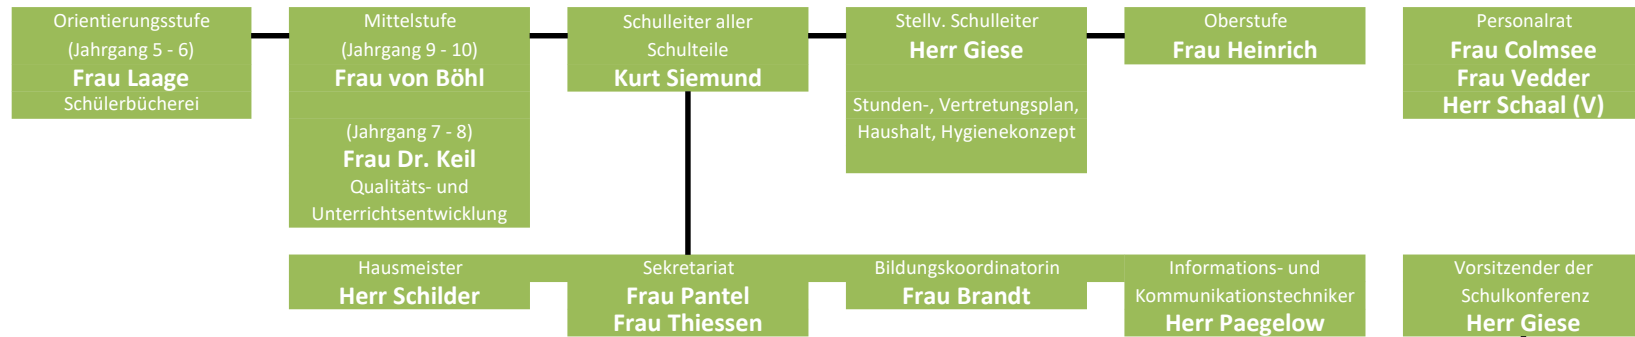 Orientierungsstufe
(Jahrgang 5 - 6)
Frau Laage
Schülerbücherei
Mittelstufe
(Jahrgang 9 - 10)
Frau von Böhl
(Jahrgang 7 - 8)
Frau Dr. Keil
Qualitäts- und
Unterrichtsentwicklung
Schulleiter aller
Schulteile
Kurt Siemund
Stellv. Schulleiter
Herr Giese
Stunden-, Vertretungsplan,
Haushalt, Hygienekonzept
Oberstufe
Frau Heinrich
Personalrat
Frau Colmsee
Frau Vedder
Herr Schaal (V)
Hausmeister
Herr Schilder
Sekretariat
Frau Pantel
Frau Thiessen
Bildungskoordinatorin
Frau Brandt
Informations- und
Kommunikationstechniker
Herr Paegelow
Vorsitzender der
Schulkonferenz
Herr Giese